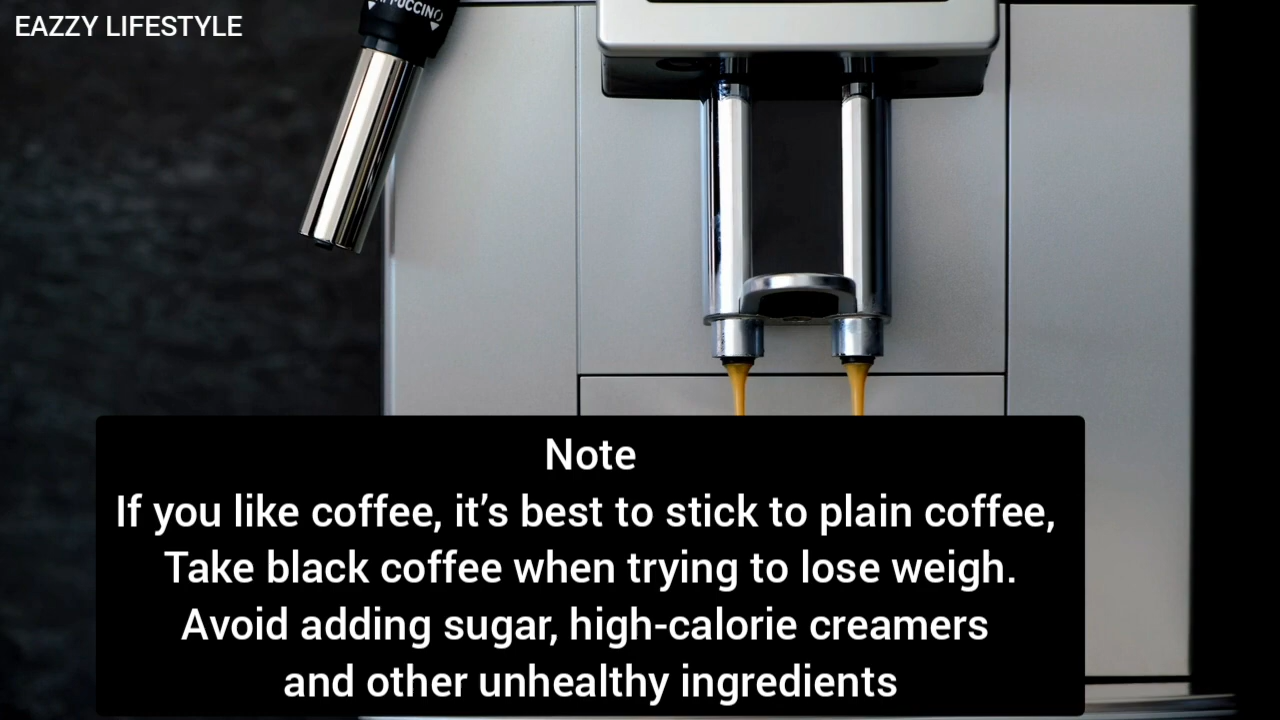 EAZZY LIFESTYLE
Note
If you like coffee, it's best to stick to plain coffee,
Take black coffee when trying to lose weigh.
Avoid adding sugar, high-calorie creamers
and other unhealthy ingredients